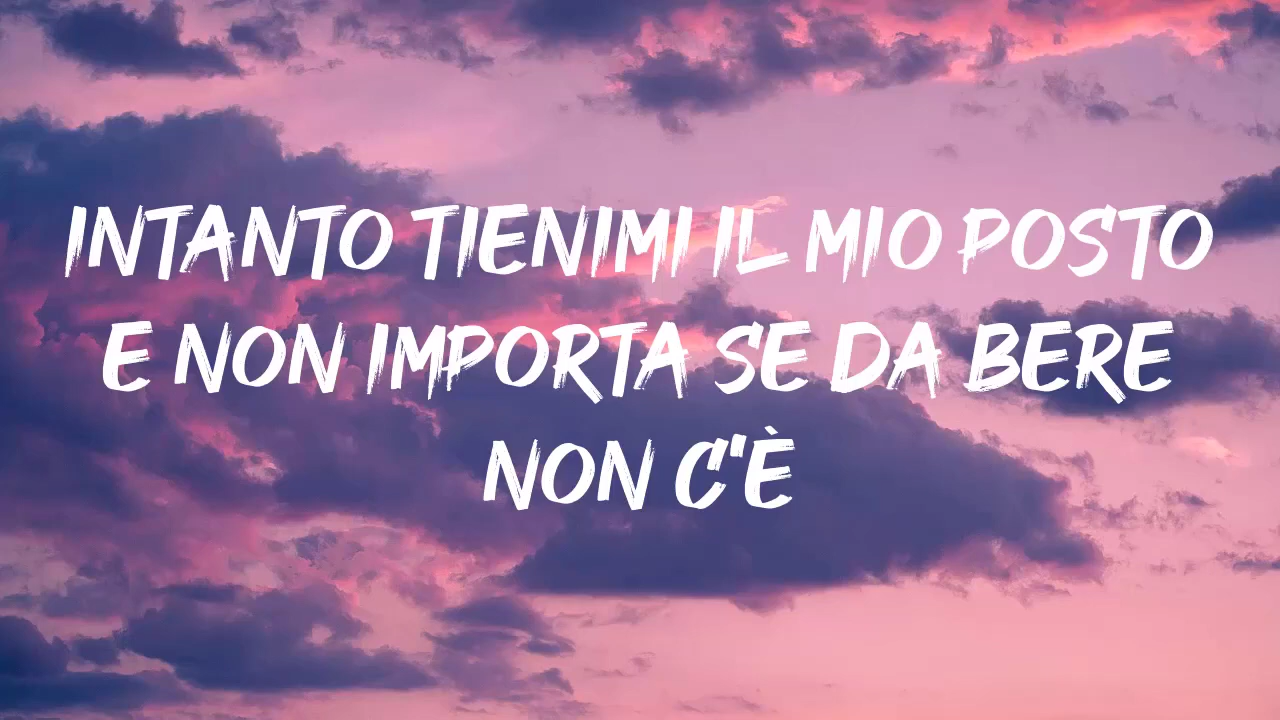 INTANTO TIENIMI IL MIO POSTO
E NON IMPORTA SE DA BERE
NON C'È